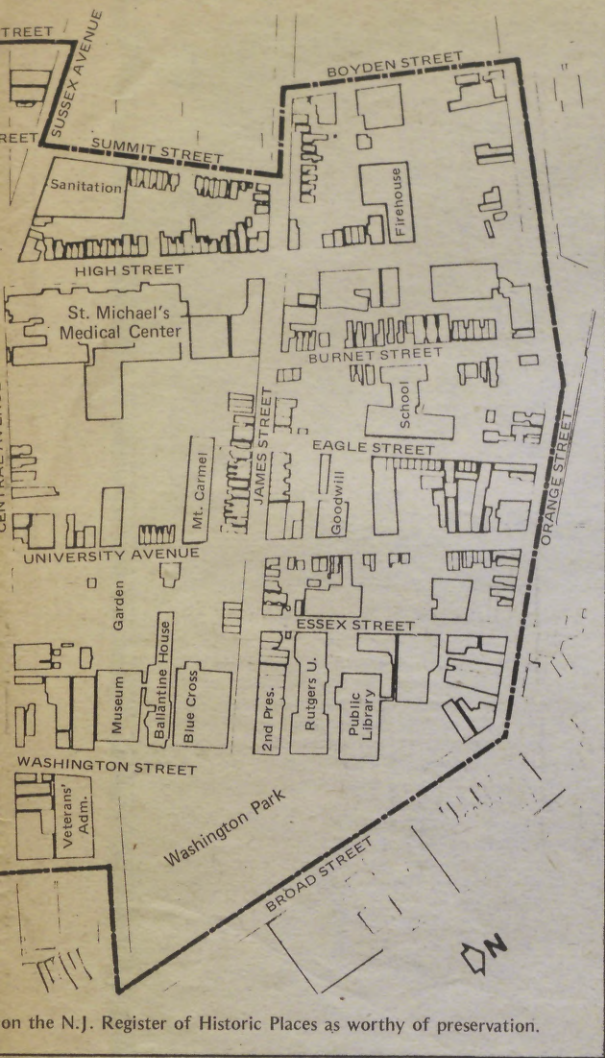 TREET
SUSSEX AVENUE
BOYDEN STREET
REET
SUMMIT STREET
Sanitation
Firehouse
HIGH STREET
St. Michael's
Medical Center
BURNET STREET
School
JAMES STREET
EAGLE STREET
ORANGE STREET
Mt. Carmel
Goodwill
UNIVERSITY AVENUE
Garden
ESSEX STREET
Museum
Ballantine House
Blue Cross
2nd Pres.
Rutgers U.
Public
Library
WASHINGTON STREET
Veterans'
Adm.
Washington Park
BROAD STREET
N
on the N.J. Register of Historic Places as worthy of preservation.